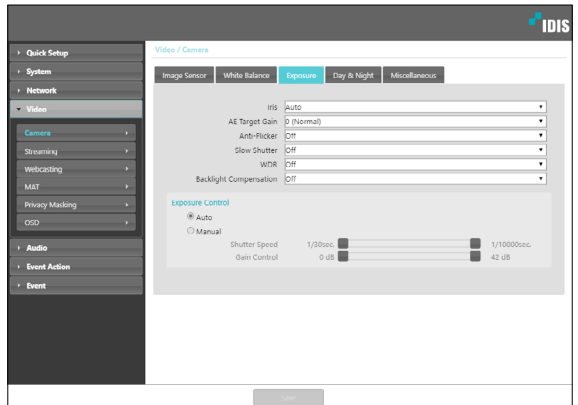 IDIS
Quick Setup
System
Network
Video
Camera
Streaming
Webcasting
MAT
Privacy Masking
OSD
Audio
Event Action
Event
Video / Camera
Image Sensor White Balance Exposure Day & Night Miscellaneous
Iris Auto
AE Target Gain 0 (Normal)
Anti-Flicker Off
Slow Shutter Off
WDR Off
Backlight Compensation Off
Exposure Control
Auto
Manual
Shutter Speed 1/30sec. 1/10000sec.
Gain Control 0 dB 42 dB
Save